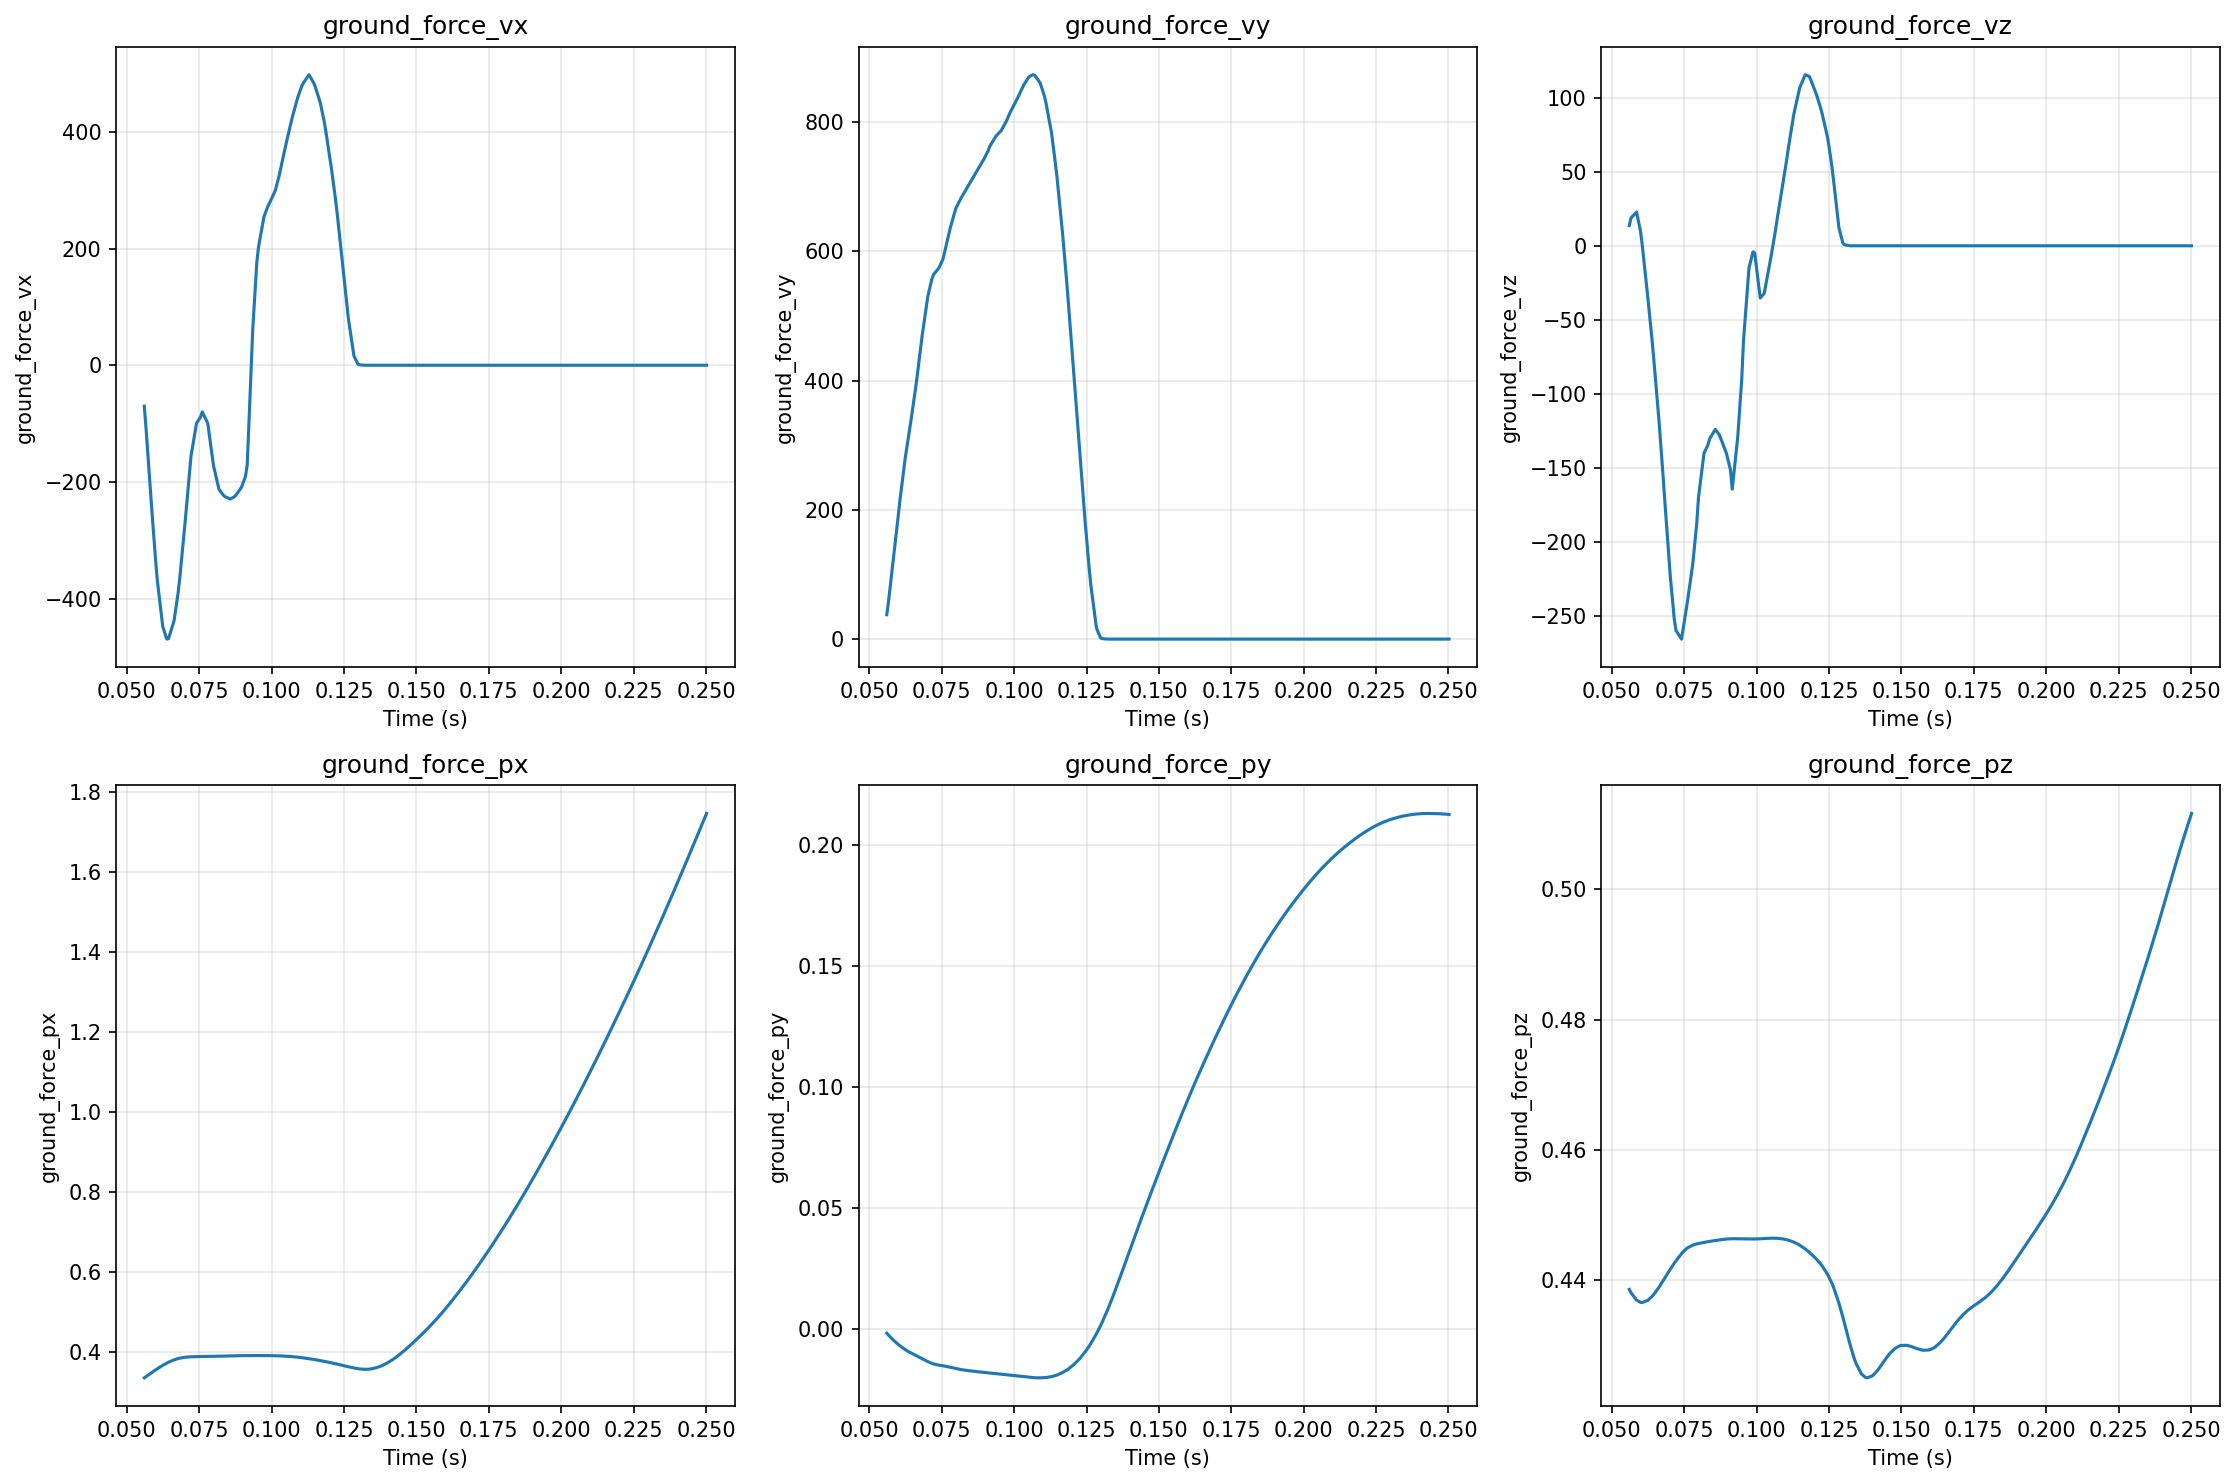 ground_force_vx
ground_force_vx
400
200
0
−200
−400
0.050 0.075 0.100 0.125 0.150 0.175 0.200 0.225 0.250
Time (s)
ground_force_vy
ground_force_vy
800
600
400
200
0
0.050 0.075 0.100 0.125 0.150 0.175 0.200 0.225 0.250
Time (s)
ground_force_vz
ground_force_vz
100
50
0
−50
−100
−150
−200
−250
0.050 0.075 0.100 0.125 0.150 0.175 0.200 0.225 0.250
Time (s)
ground_force_px
ground_force_px
1.8
1.6
1.4
1.2
1.0
0.8
0.6
0.4
0.050 0.075 0.100 0.125 0.150 0.175 0.200 0.225 0.250
Time (s)
ground_force_py
ground_force_py
0.20
0.15
0.10
0.05
0.00
0.050 0.075 0.100 0.125 0.150 0.175 0.200 0.225 0.250
Time (s)
ground_force_pz
ground_force_pz
0.50
0.48
0.46
0.44
0.050 0.075 0.100 0.125 0.150 0.175 0.200 0.225 0.250
Time (s)